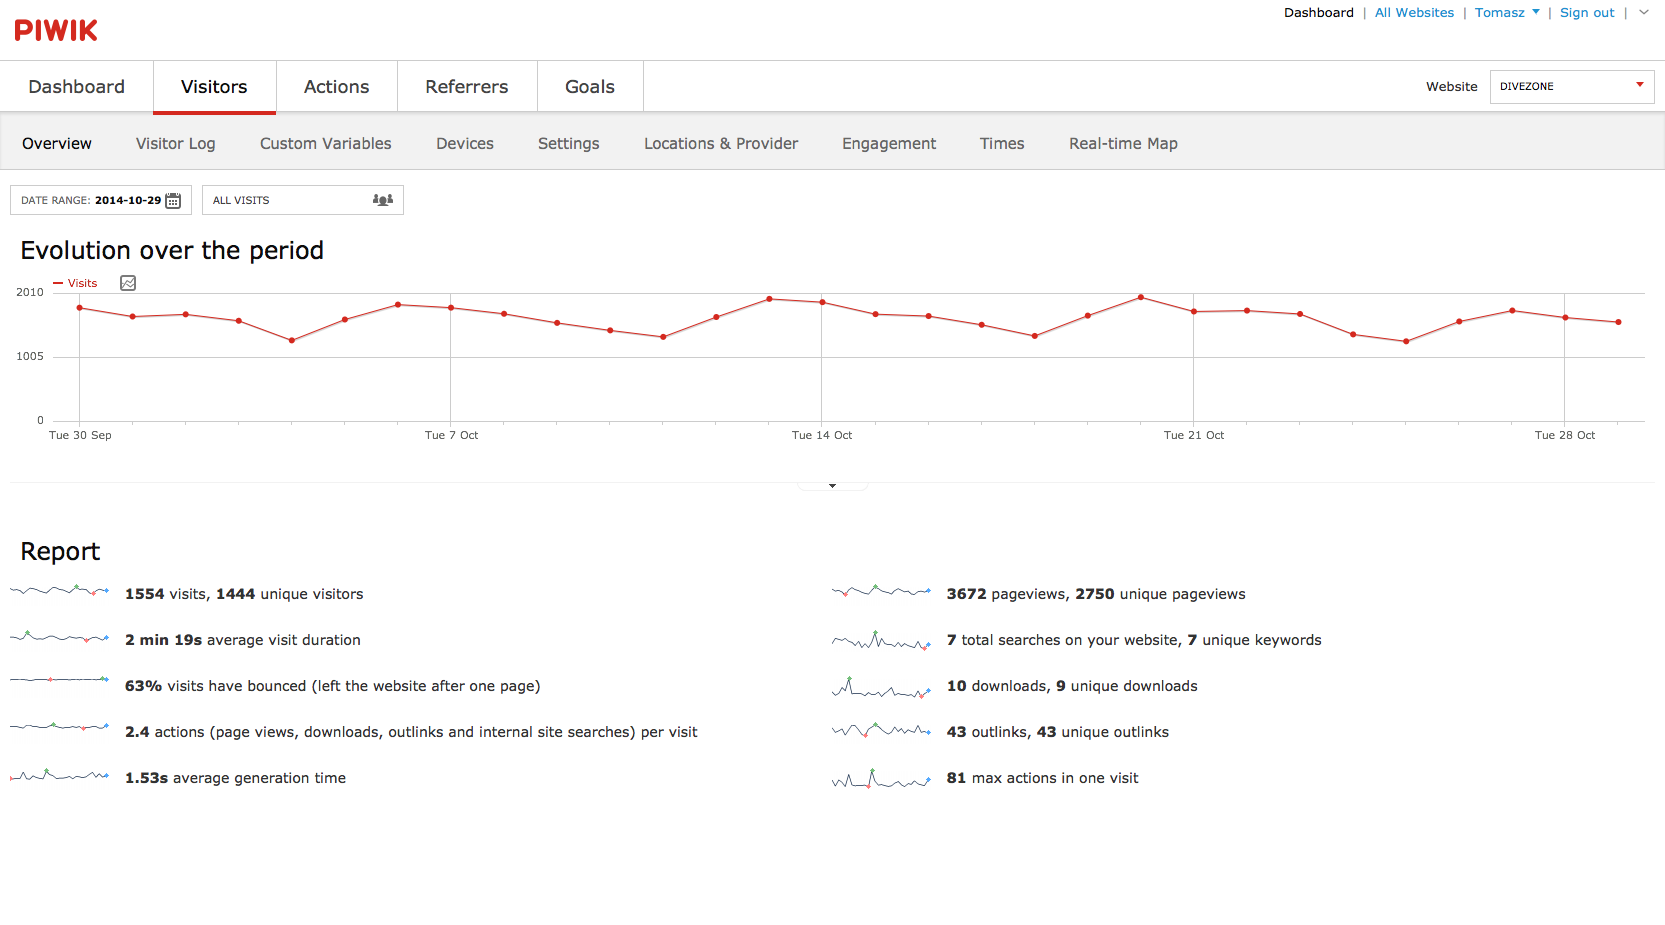 Dashboard | All Websites | Tomasz | Sign out |
PIWIK
Dashboard Visitors Actions Referrers Goals Website DIVEZONE
Overview Visitor Log Custom Variables Devices Settings Locations & Provider Engagement Times Real-time Map
DATE RANGE: 2014-10-29 ALL VISITS
Evolution over the period
Visits
2010
1005
0
Tue 30 Sep Tue 7 Oct Tue 14 Oct Tue 21 Oct Tue 28 Oct
Report
1554 visits, 1444 unique visitors
2 min 19s average visit duration
63% visits have bounced (left the website after one page)
2.4 actions (page views, downloads, outlinks and internal site searches) per visit
1.53s average generation time
3672 pageviews, 2750 unique pageviews
7 total searches on your website, 7 unique keywords
10 downloads, 9 unique downloads
43 outlinks, 43 unique outlinks
81 max actions in one visit